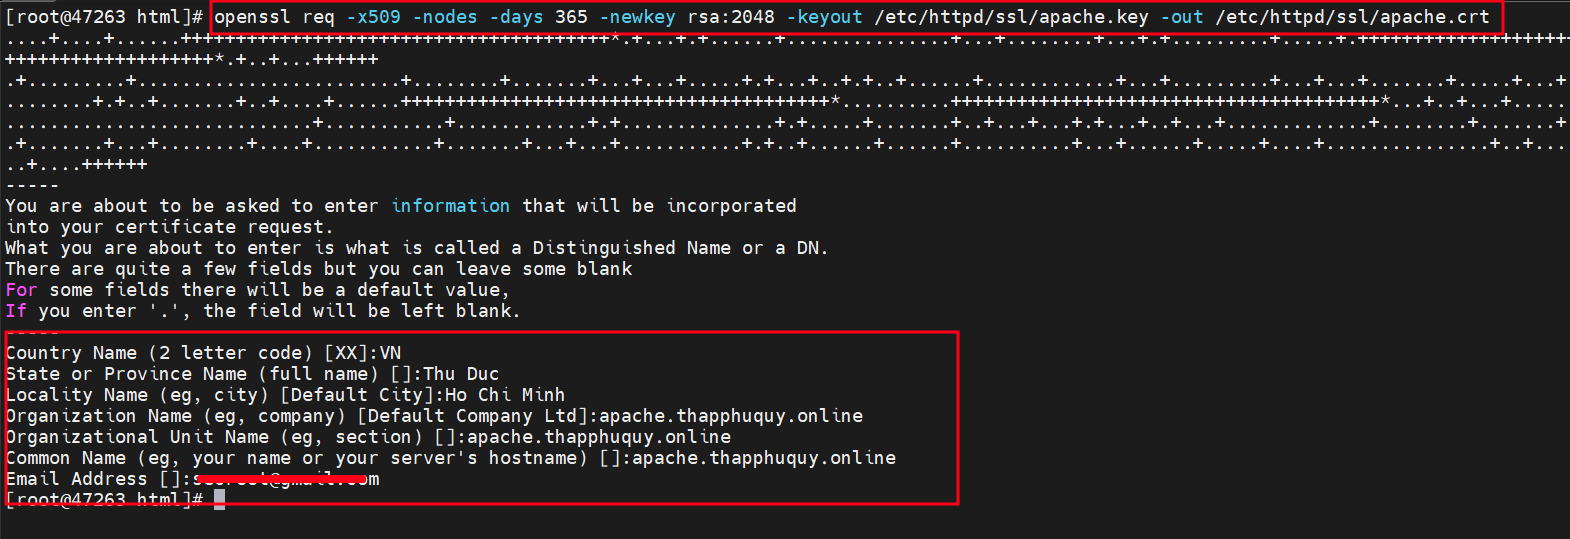 [root@47263 html]# openssl req -x509 -nodes -days 365 -newkey rsa:2048 -keyout /etc/httpd/ssl/apache.key -out /etc/httpd/ssl/apache.crt
-----
You are about to be asked to enter information that will be incorporated
into your certificate request.
What you are about to enter is what is called a Distinguished Name or a DN.
There are quite a few fields but you can leave some blank
For some fields there will be a default value,
If you enter '.', the field will be left blank.
-----
Country Name (2 letter code) [XX]:VN
State or Province Name (full name) []:Thu Duc
Locality Name (eg, city) [Default City]:Ho Chi Minh
Organization Name (eg, company) [Default Company Ltd]:apache.thapphuquy.online
Organizational Unit Name (eg, section) []:apache.thapphuquy.online
Common Name (eg, your name or your server's hostname) []:apache.thapphuquy.online
Email Address []:
[root@47263 html]#